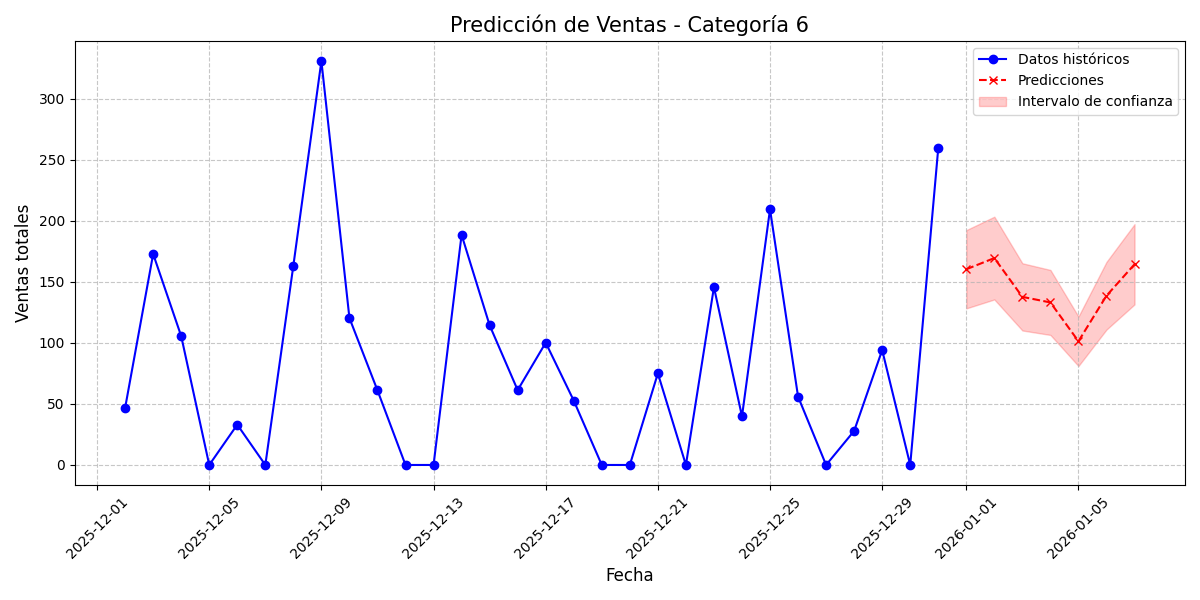 Predicción de Ventas - Categoría 6
Datos históricos
Predicciones
Intervalo de confianza
Ventas totales
300
250
200
150
100
50
0
2025-12-01
2025-12-05
2025-12-09
2025-12-13
2025-12-17
2025-12-21
2025-12-25
2025-12-29
2026-01-01
2026-01-05
Fecha